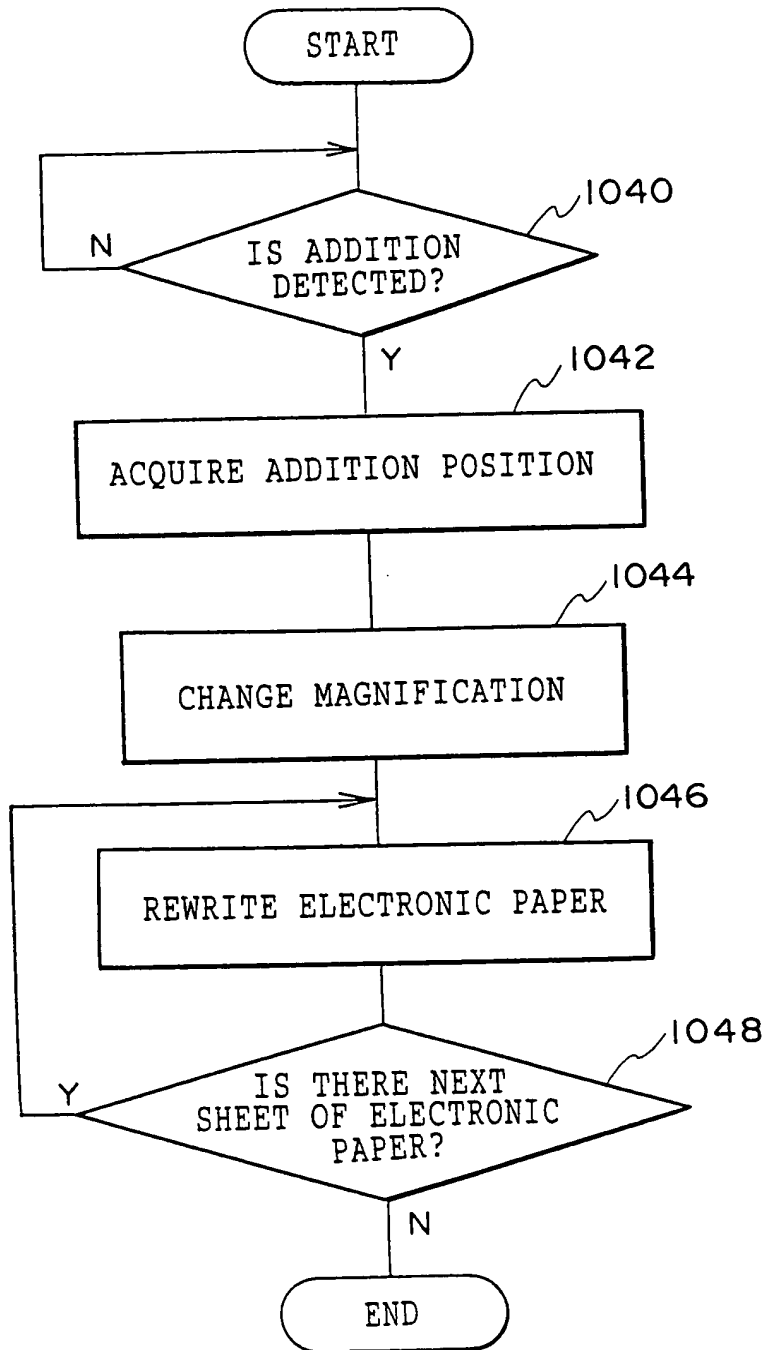 START
1040
N
IS ADDITION
DETECTED?
Y
1042
ACQUIRE ADDITION POSITION
1044
CHANGE MAGNIFICATION
1046
REWRITE ELECTRONIC PAPER
1048
Y
IS THERE NEXT
SHEET OF ELECTRONIC
PAPER?
N
END